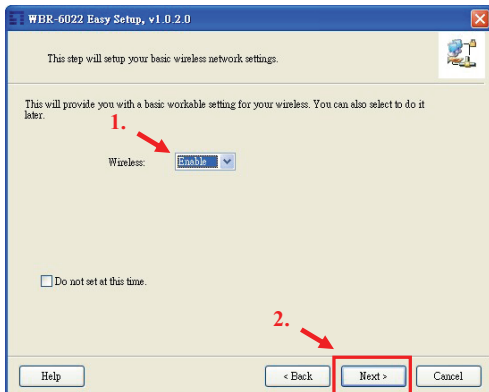 WBR-6022 Easy Setup, v1.0.2.0
This step will setup your basic wireless network settings.
This will provide you with a basic workable setting for your wireless. You can also select to do it
later.
1.
Wireless: Enable
Do not set at this time.
2.
Help < Back Next > Cancel